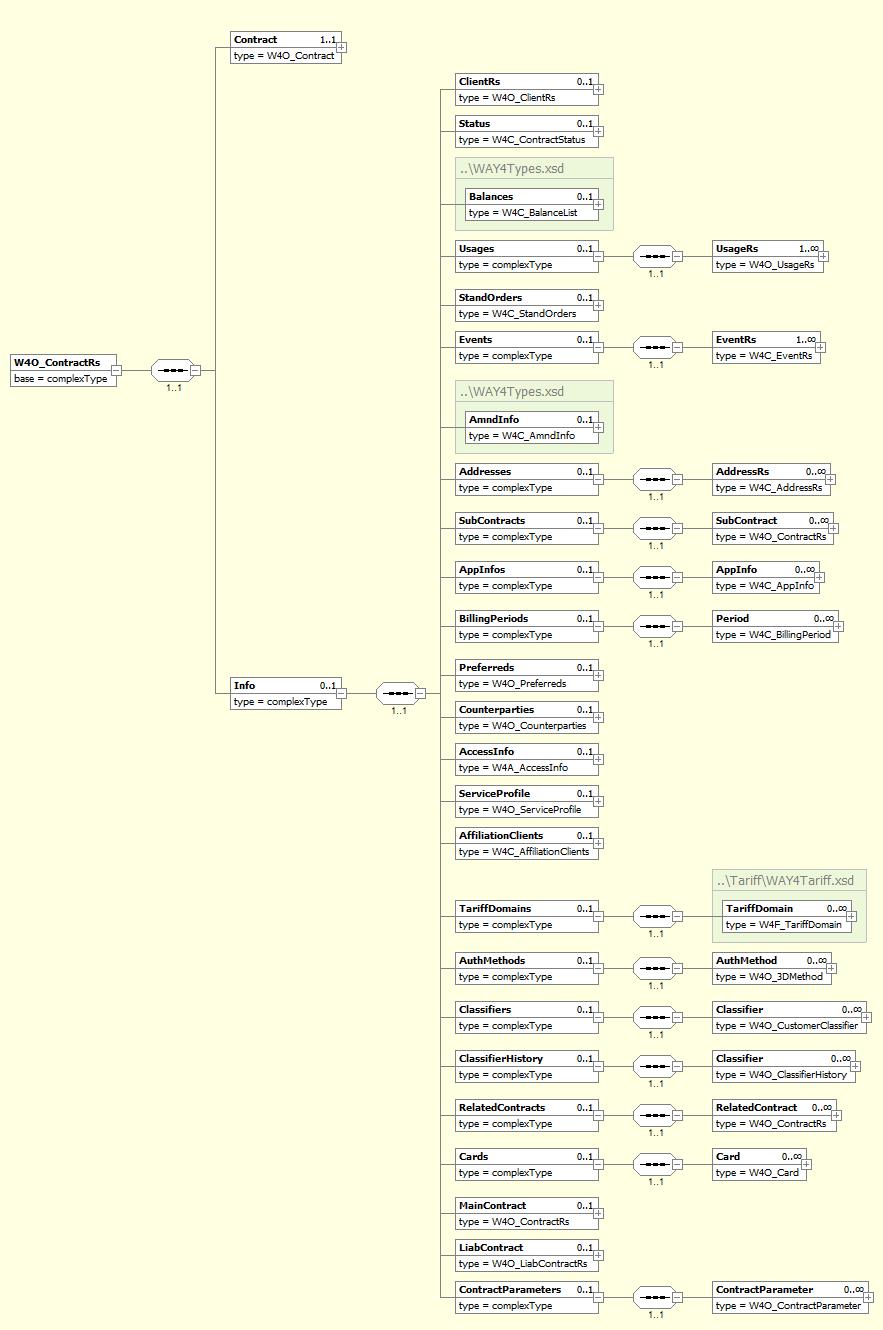 Contract 1..1
type = W4O_Contract
ClientRs 0..1
type = W4O_ClientRs
Status 0..1
type = W4C_ContractStatus
..\WAY4Types.xsd
Balances 0..1
type = W4C_BalanceList
Usages 0..1
type = complexType
1..1
UsageRs 1..∞
type = W4O_UsageRs
StandOrders 0..1
type = W4C_StandOrders
Events 0..1
type = complexType
1..1
EventRs 1..∞
type = W4C_EventRs
W4O_ContractRs
base = complexType
1..1
..\WAY4Types.xsd
AmndInfo 0..1
type = W4C_AmndInfo
Addresses 0..1
type = complexType
1..1
AddressRs 0..∞
type = W4C_AddressRs
SubContracts 0..1
type = complexType
1..1
SubContract 0..∞
type = W4O_ContractRs
AppInfos 0..1
type = complexType
1..1
AppInfo 0..∞
type = W4C_AppInfo
BillingPeriods 0..1
type = complexType
1..1
Period 0..∞
type = W4C_BillingPeriod
Info 0..1
type = complexType
1..1
Preferreds 0..1
type = W4O_Preferreds
Counterparties 0..1
type = W4O_Counterparties
AccessInfo 0..1
type = W4A_AccessInfo
ServiceProfile 0..1
type = W4O_ServiceProfile
AffiliationClients 0..1
type = W4C_AffiliationClients
TariffDomains 0..1
type = complexType
1..1
..\Tariff\WAY4Tariff.xsd
TariffDomain 0..∞
type = W4F_TariffDomain
AuthMethods 0..1
type = complexType
1..1
AuthMethod 0..∞
type = W4O_3DMethod
Classifiers 0..1
type = complexType
1..1
Classifier 0..∞
type = W4O_CustomerClassifier
ClassifierHistory 0..1
type = complexType
1..1
Classifier 0..∞
type = W4O_ClassifierHistory
RelatedContracts 0..1
type = complexType
1..1
RelatedContract 0..∞
type = W4O_ContractRs
Cards 0..1
type = complexType
1..1
Card 0..∞
type = W4O_Card
MainContract 0..1
type = W4O_ContractRs
LiabContract 0..1
type = W4O_LiabContractRs
ContractParameters 0..1
type = complexType
1..1
ContractParameter 0..∞
type = W4O_ContractParameter